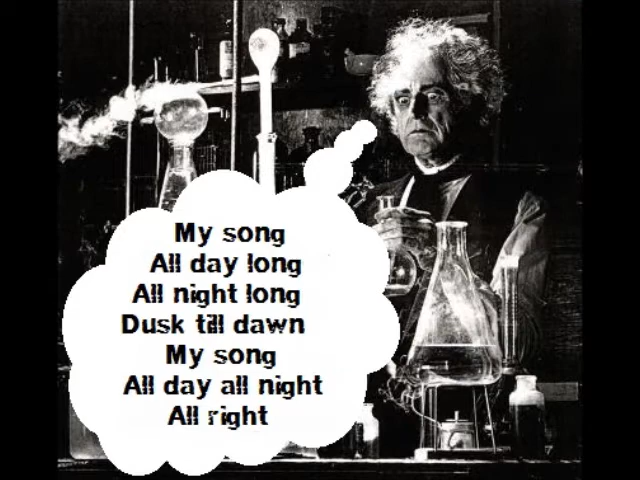 My song
All day long
All night long
Dusk till dawn
My song
All day all night
All right